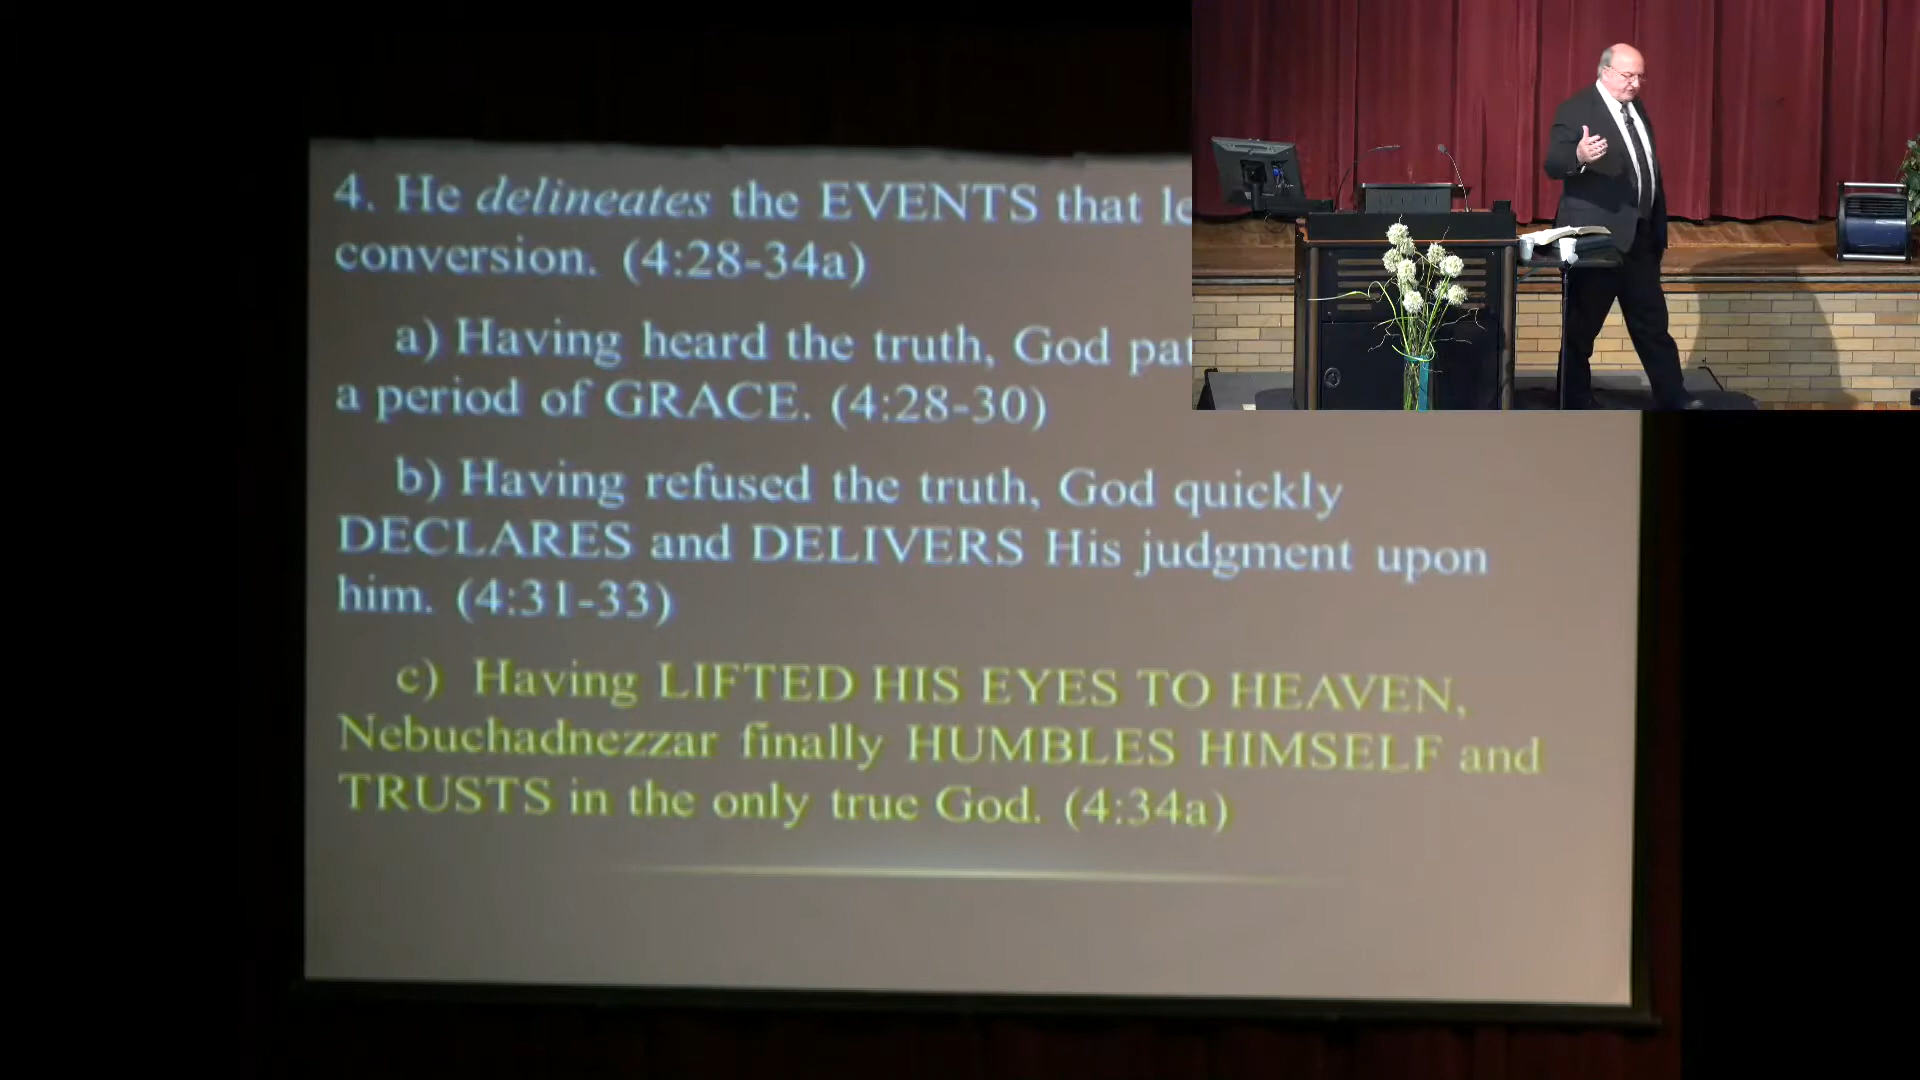 4. He delineates the EVENTS that
conversion. (4:28-34a)
a) Having heard the truth, God
a period of GRACE. (4:28-30)
b) Having refused the truth, God quickly
DECLARES and DELIVERS His judgment upon
him. (4:31-33)
c) Having LIFTED HIS EYES TO HEAVEN,
Nebuchadnezzar finally HUMBLES HIMSELF and
TRUSTS in the only true God. (4:34a)